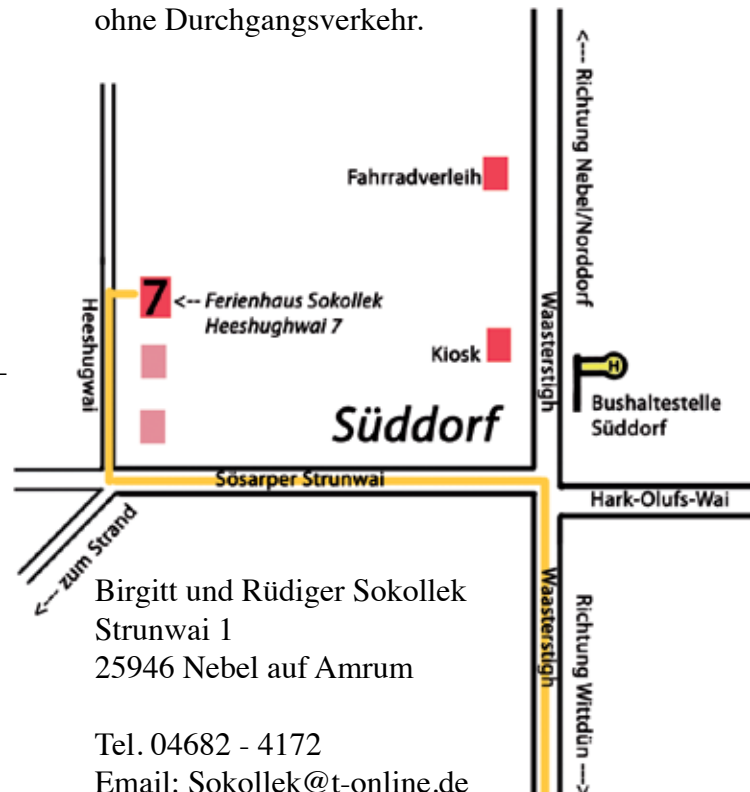 ohne Durchgangsverkehr.
<--- Richtung Nebel/Norddorf
Fahrradverleih
7
<-- Ferienhaus Sokollek
Heeshughwai 7
Heeshugwai
Waasterstigh
Kiosk
H
Bushaltestelle
Süddorf
Süddorf
Sösarper Strunwai
Hark-Olufs-Wai
<--- zum Strand
Waasterstigh
Richtung Wittdün --->
Birgitt und Rüdiger Sokollek
Strunwai 1
25946 Nebel auf Amrum
Tel. 04682 - 4172
Email: Sokollek@t-online.de